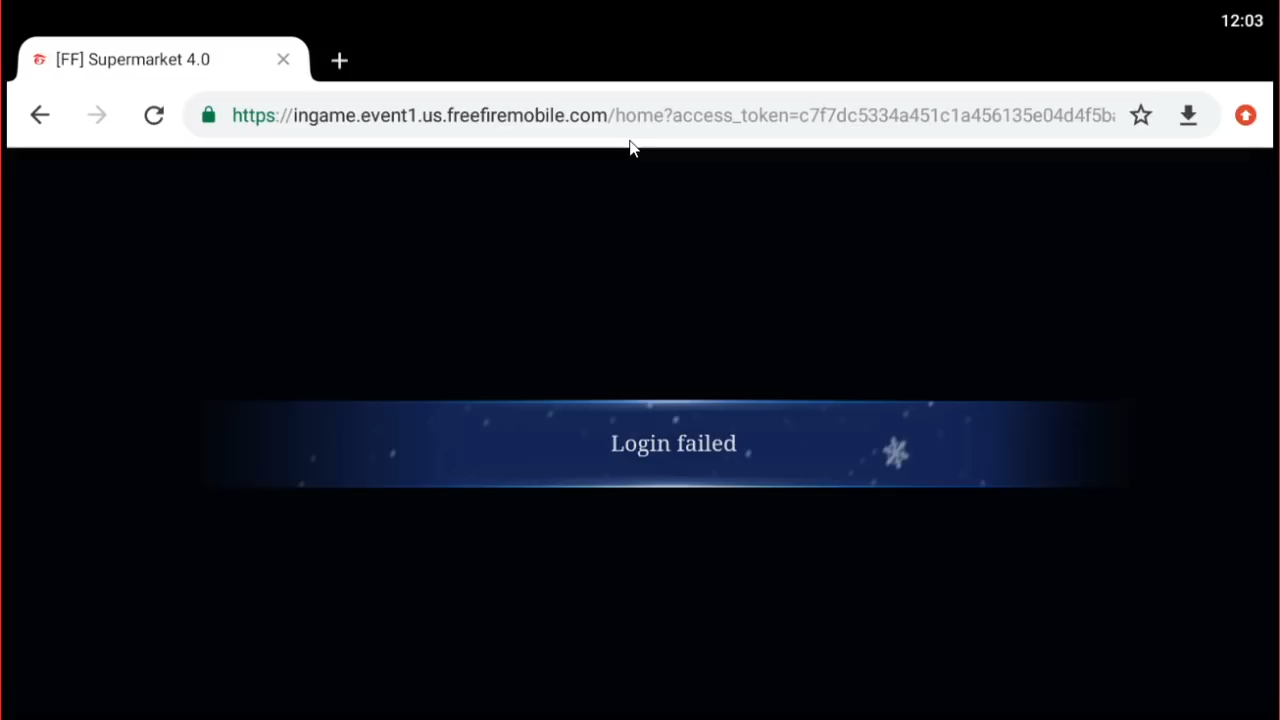 12:03
[FF] Supermarket 4.0
https://ingame.event1.us.freefiremobile.com/home?access_token=c7f7dc5334a451c1a456135e04d4f5b
Login failed